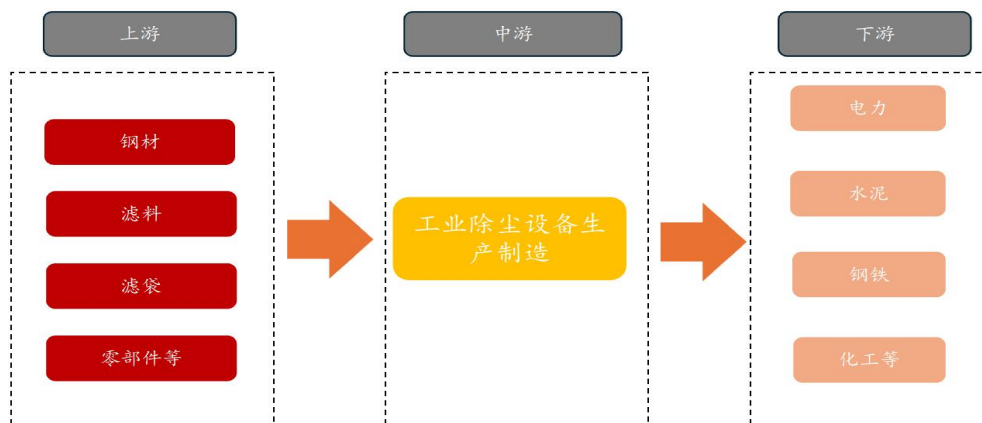 上游
中游
下游
钢材
滤料
滤袋
零部件等
工业除尘设备生
产制造
电力
水泥
钢铁
化工等